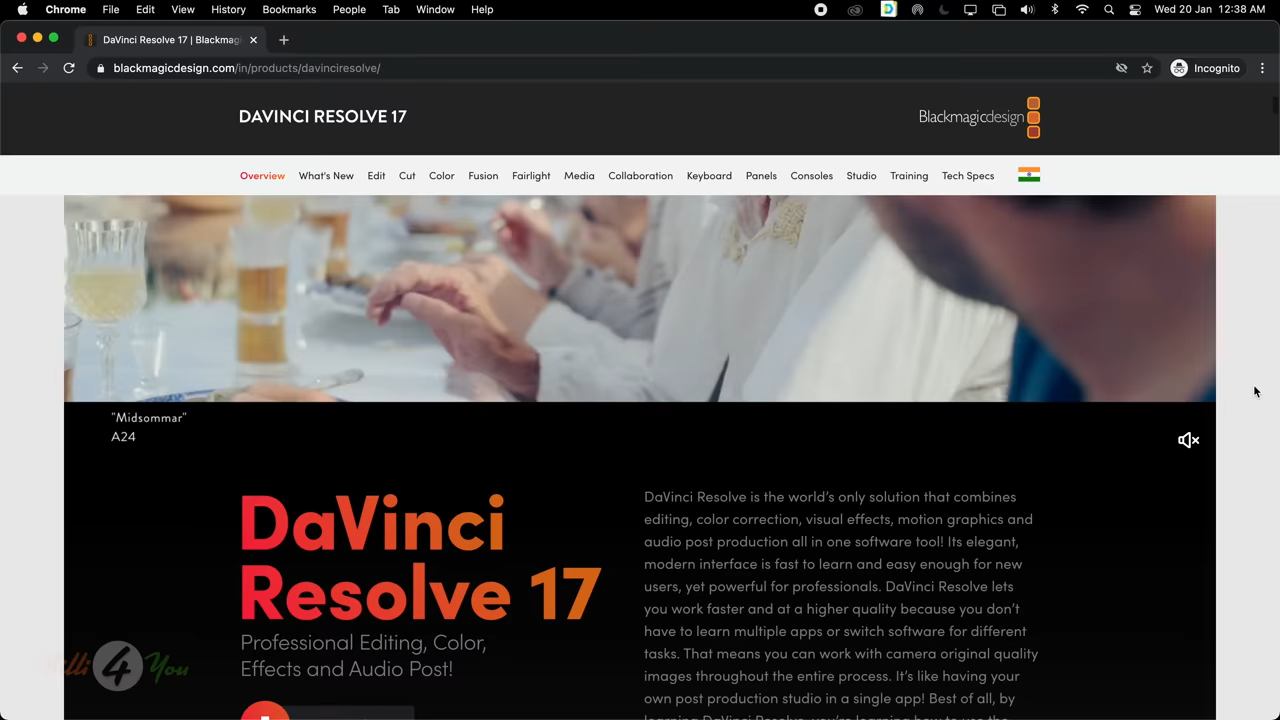 Chrome File Edit View History Bookmarks People Tab Window Help Wed 20 Jan 12:38 AM
DaVinci Resolve 17 | Blackmag
blackmagicdesign.com/in/products/davinciresolve/ Incognito
DAVINCI RESOLVE 17 Blackmagicdesign
Overview What's New Edit Cut Color Fusion Fairlight Media Collaboration Keyboard Panels Consoles Studio Training Tech Specs
"Midsommar"
A24
DaVinci
Resolve 17
Professional Editing, Color,
Effects and Audio Post!
DaVinci Resolve is the world's only solution that combines
editing, color correction, visual effects, motion graphics and
audio post production all in one software tool! Its elegant,
modern interface is fast to learn and easy enough for new
users, yet powerful for professionals. DaVinci Resolve lets
you work faster and at a higher quality because you don't
have to learn multiple apps or switch software for different
tasks. That means you can work with camera original quality
images throughout the entire process. It's like having your
own post production studio in a single app! Best of all, by
4 You